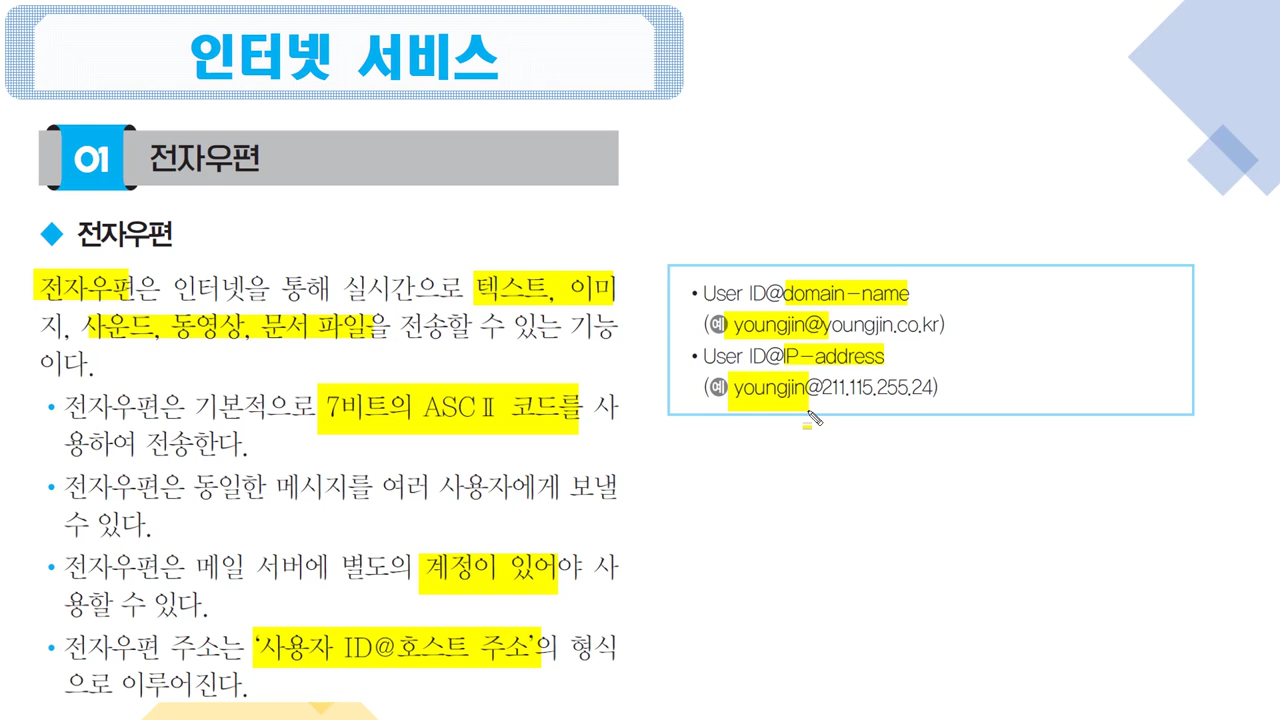 인터넷 서비스
01 전자우편
◆ 전자우편
전자우편은 인터넷을 통해 실시간으로 텍스트, 이미
지, 사운드, 동영상, 문서 파일을 전송할 수 있는 기능
이다.
• 전자우편은 기본적으로 7비트의 ASCⅡ 코드를 사
용하여 전송한다.
• 전자우편은 동일한 메시지를 여러 사용자에게 보낼
수 있다.
• 전자우편은 메일 서버에 별도의 계정이 있어야 사
용할 수 있다.
• 전자우편 주소는 ‘사용자 ID@호스트 주소’의 형식
으로 이루어진다.
• User ID@domain-name
(예 youngjin@youngjin.co.kr)
• User ID@IP-address
(예 youngjin@211.115.255.24)